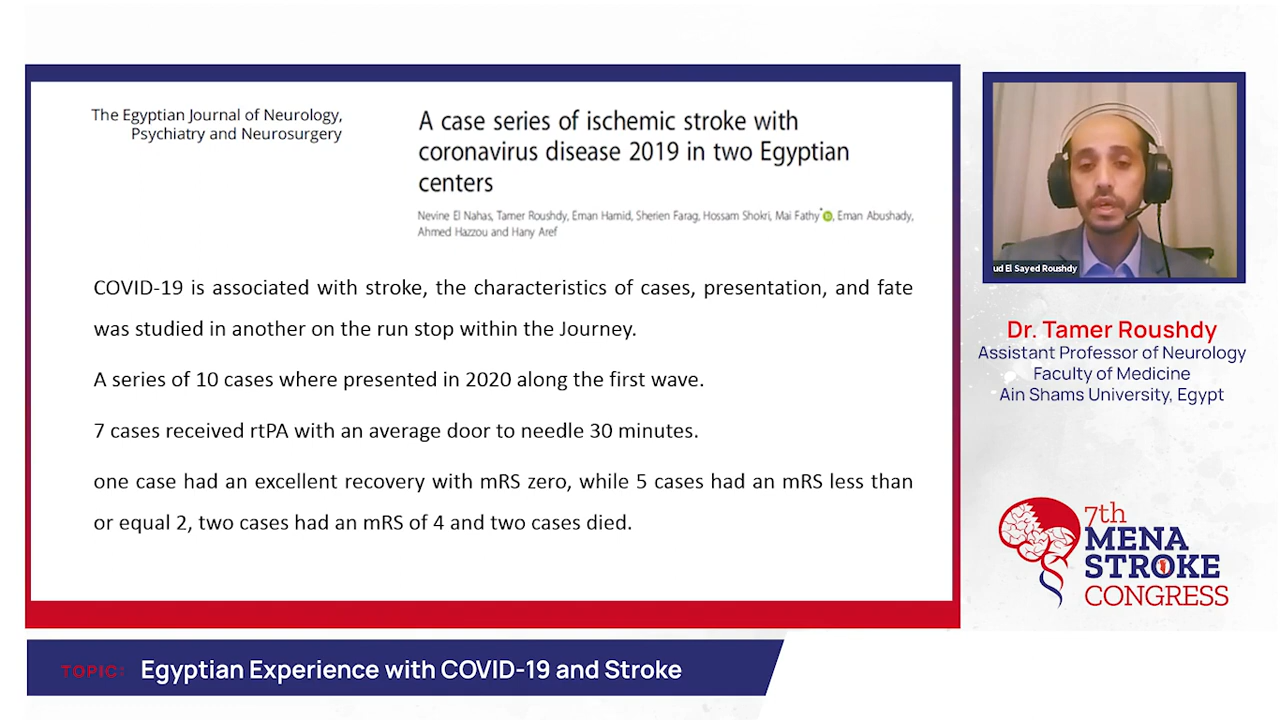 The Egyptian Journal of Neurology,
Psychiatry and Neurosurgery
A case series of ischemic stroke with
coronavirus disease 2019 in two Egyptian
centers
Nevine El Nahas, Tamer Roushdy, Eman Hamid, Sherien Farag, Hossam Shokri, Mai Fathy*, Eman Abushady,
Ahmed Hazzou and Hany Aref
COVID-19 is associated with stroke, the characteristics of cases, presentation, and fate
was studied in another on the run stop within the Journey.
A series of 10 cases where presented in 2020 along the first wave.
7 cases received rtPA with an average door to needle 30 minutes.
one case had an excellent recovery with mRS zero, while 5 cases had an mRS less than
or equal 2, two cases had an mRS of 4 and two cases died.
ud El Sayed Roushdy
Dr. Tamer Roushdy
Assistant Professor of Neurology
Faculty of Medicine
Ain Shams University, Egypt
7th
MENA
STROKE
CONGRESS
TOPIC: Egyptian Experience with COVID-19 and Stroke